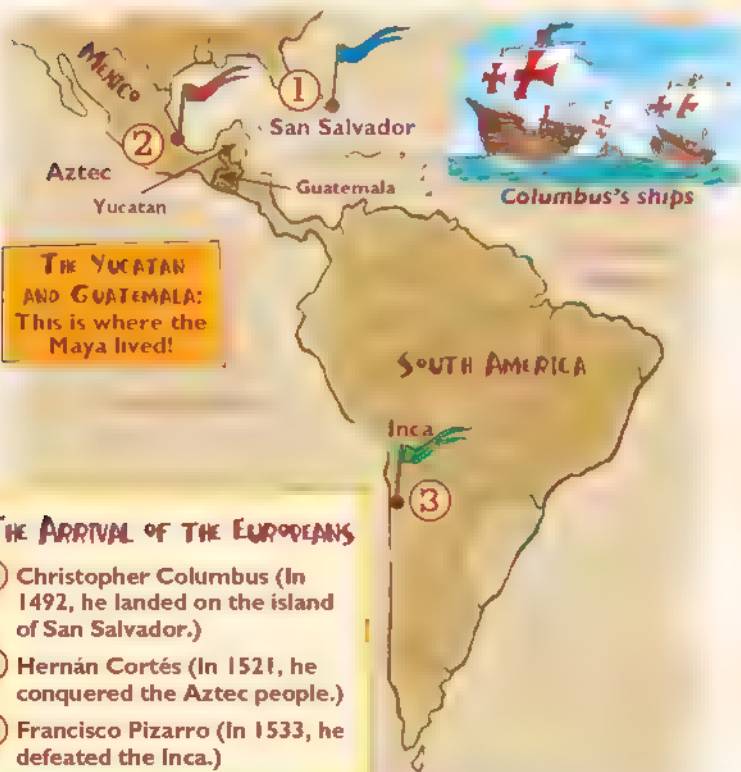 MEXICO
1
San Salvador
2
Aztec
Yucatan
Guatemala
Columbus's ships
THE YUCATAN
AND GUATEMALA:
This is where the
Maya lived!
SOUTH AMERICA
Inca
3
HE ARRIVAL OF THE EUROPEANS
Christopher Columbus (In
1492, he landed on the island
of San Salvador.)
Hernán Cortés (In 1521, he
conquered the Aztec people.)
Francisco Pizarro (In 1533, he
defeated the Inca.)